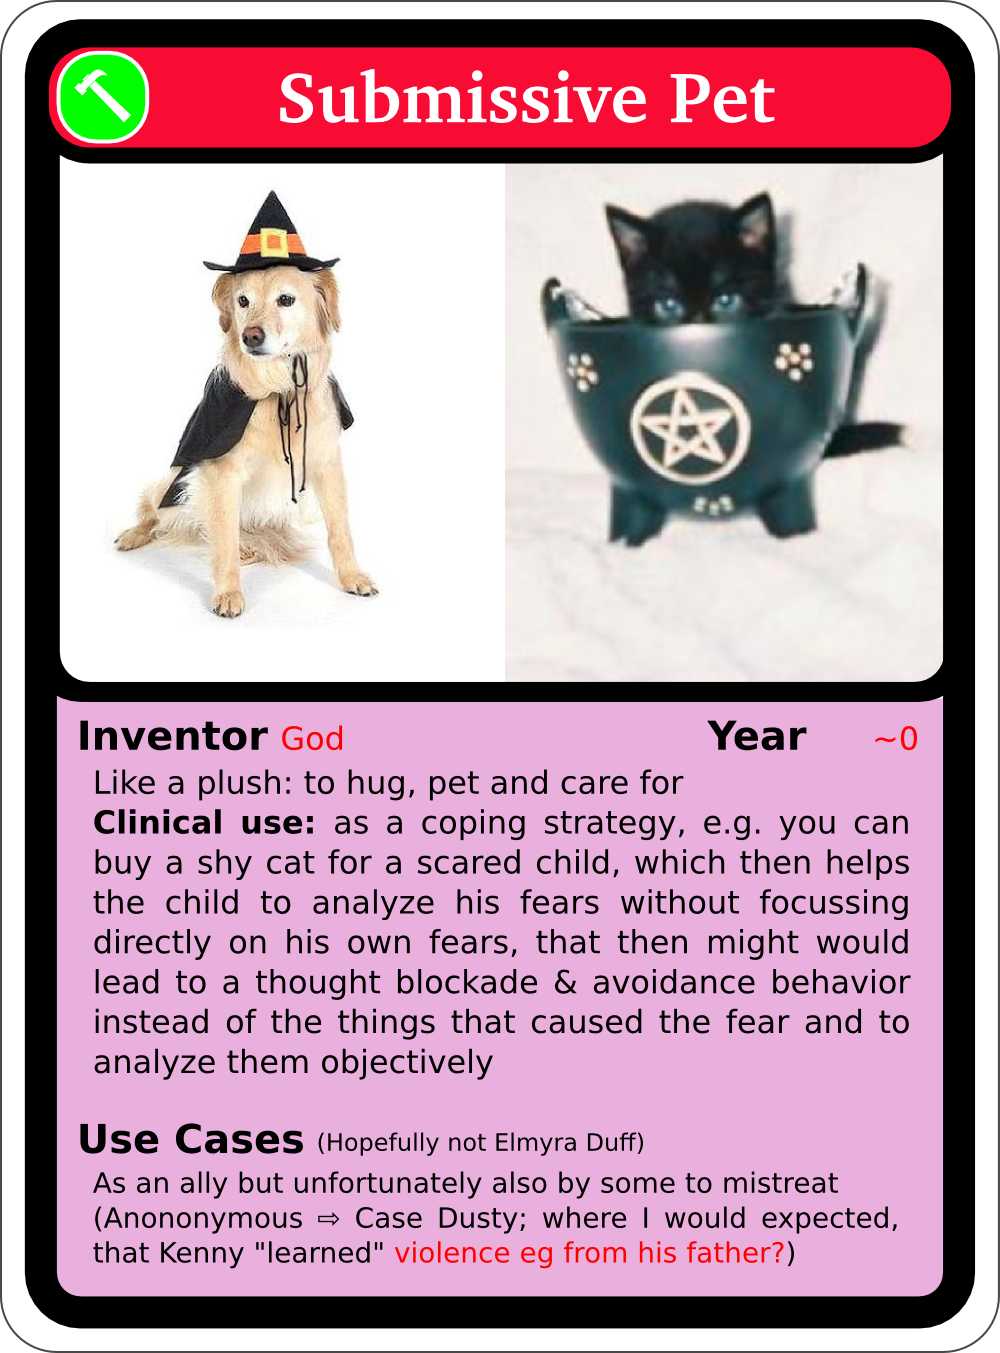 Submissive Pet
Inventor God Year ~0
Like a plush: to hug, pet and care for
Clinical use: as a coping strategy, e.g. you can
buy a shy cat for a scared child, which then helps
the child to analyze his fears without focussing
directly on his own fears, that then might would
lead to a thought blockade & avoidance behavior
instead of the things that caused the fear and to
analyze them objectively
Use Cases (Hopefully not Elmyra Duff)
As an ally but unfortunately also by some to mistreat
(Anononymous ⇨ Case Dusty; where I would expected,
that Kenny "learned" violence eg from his father?)